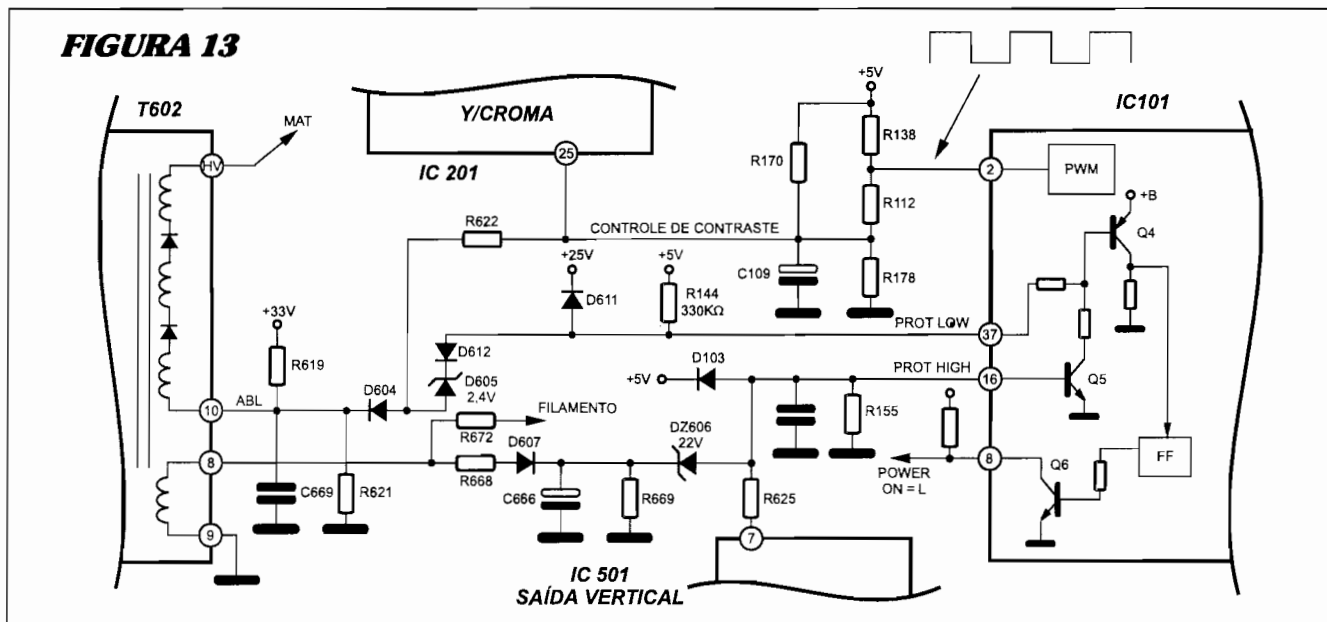 FIGURA 13
T602
MAT
HV
Y/CROMA
25
IC 201
+5V
R138
R170
R112
R178
C109
IC101
2
PWM
+B
Q4
R622
CONTROLE DE CONTRASTE
+25V
D611
+5V
R144
330KΩ
PROT LOW
37
+33V
R619
D612
D605
2,4V
10
ABL
D604
D103
+5V
PROT HIGH
16
Q5
R672
FILAMENTO
8
R668
D607
DZ606
22V
R155
POWER
ON = L
8
Q6
FF
C669
R621
C666
R669
R625
9
7
IC 501
SAÍDA VERTICAL